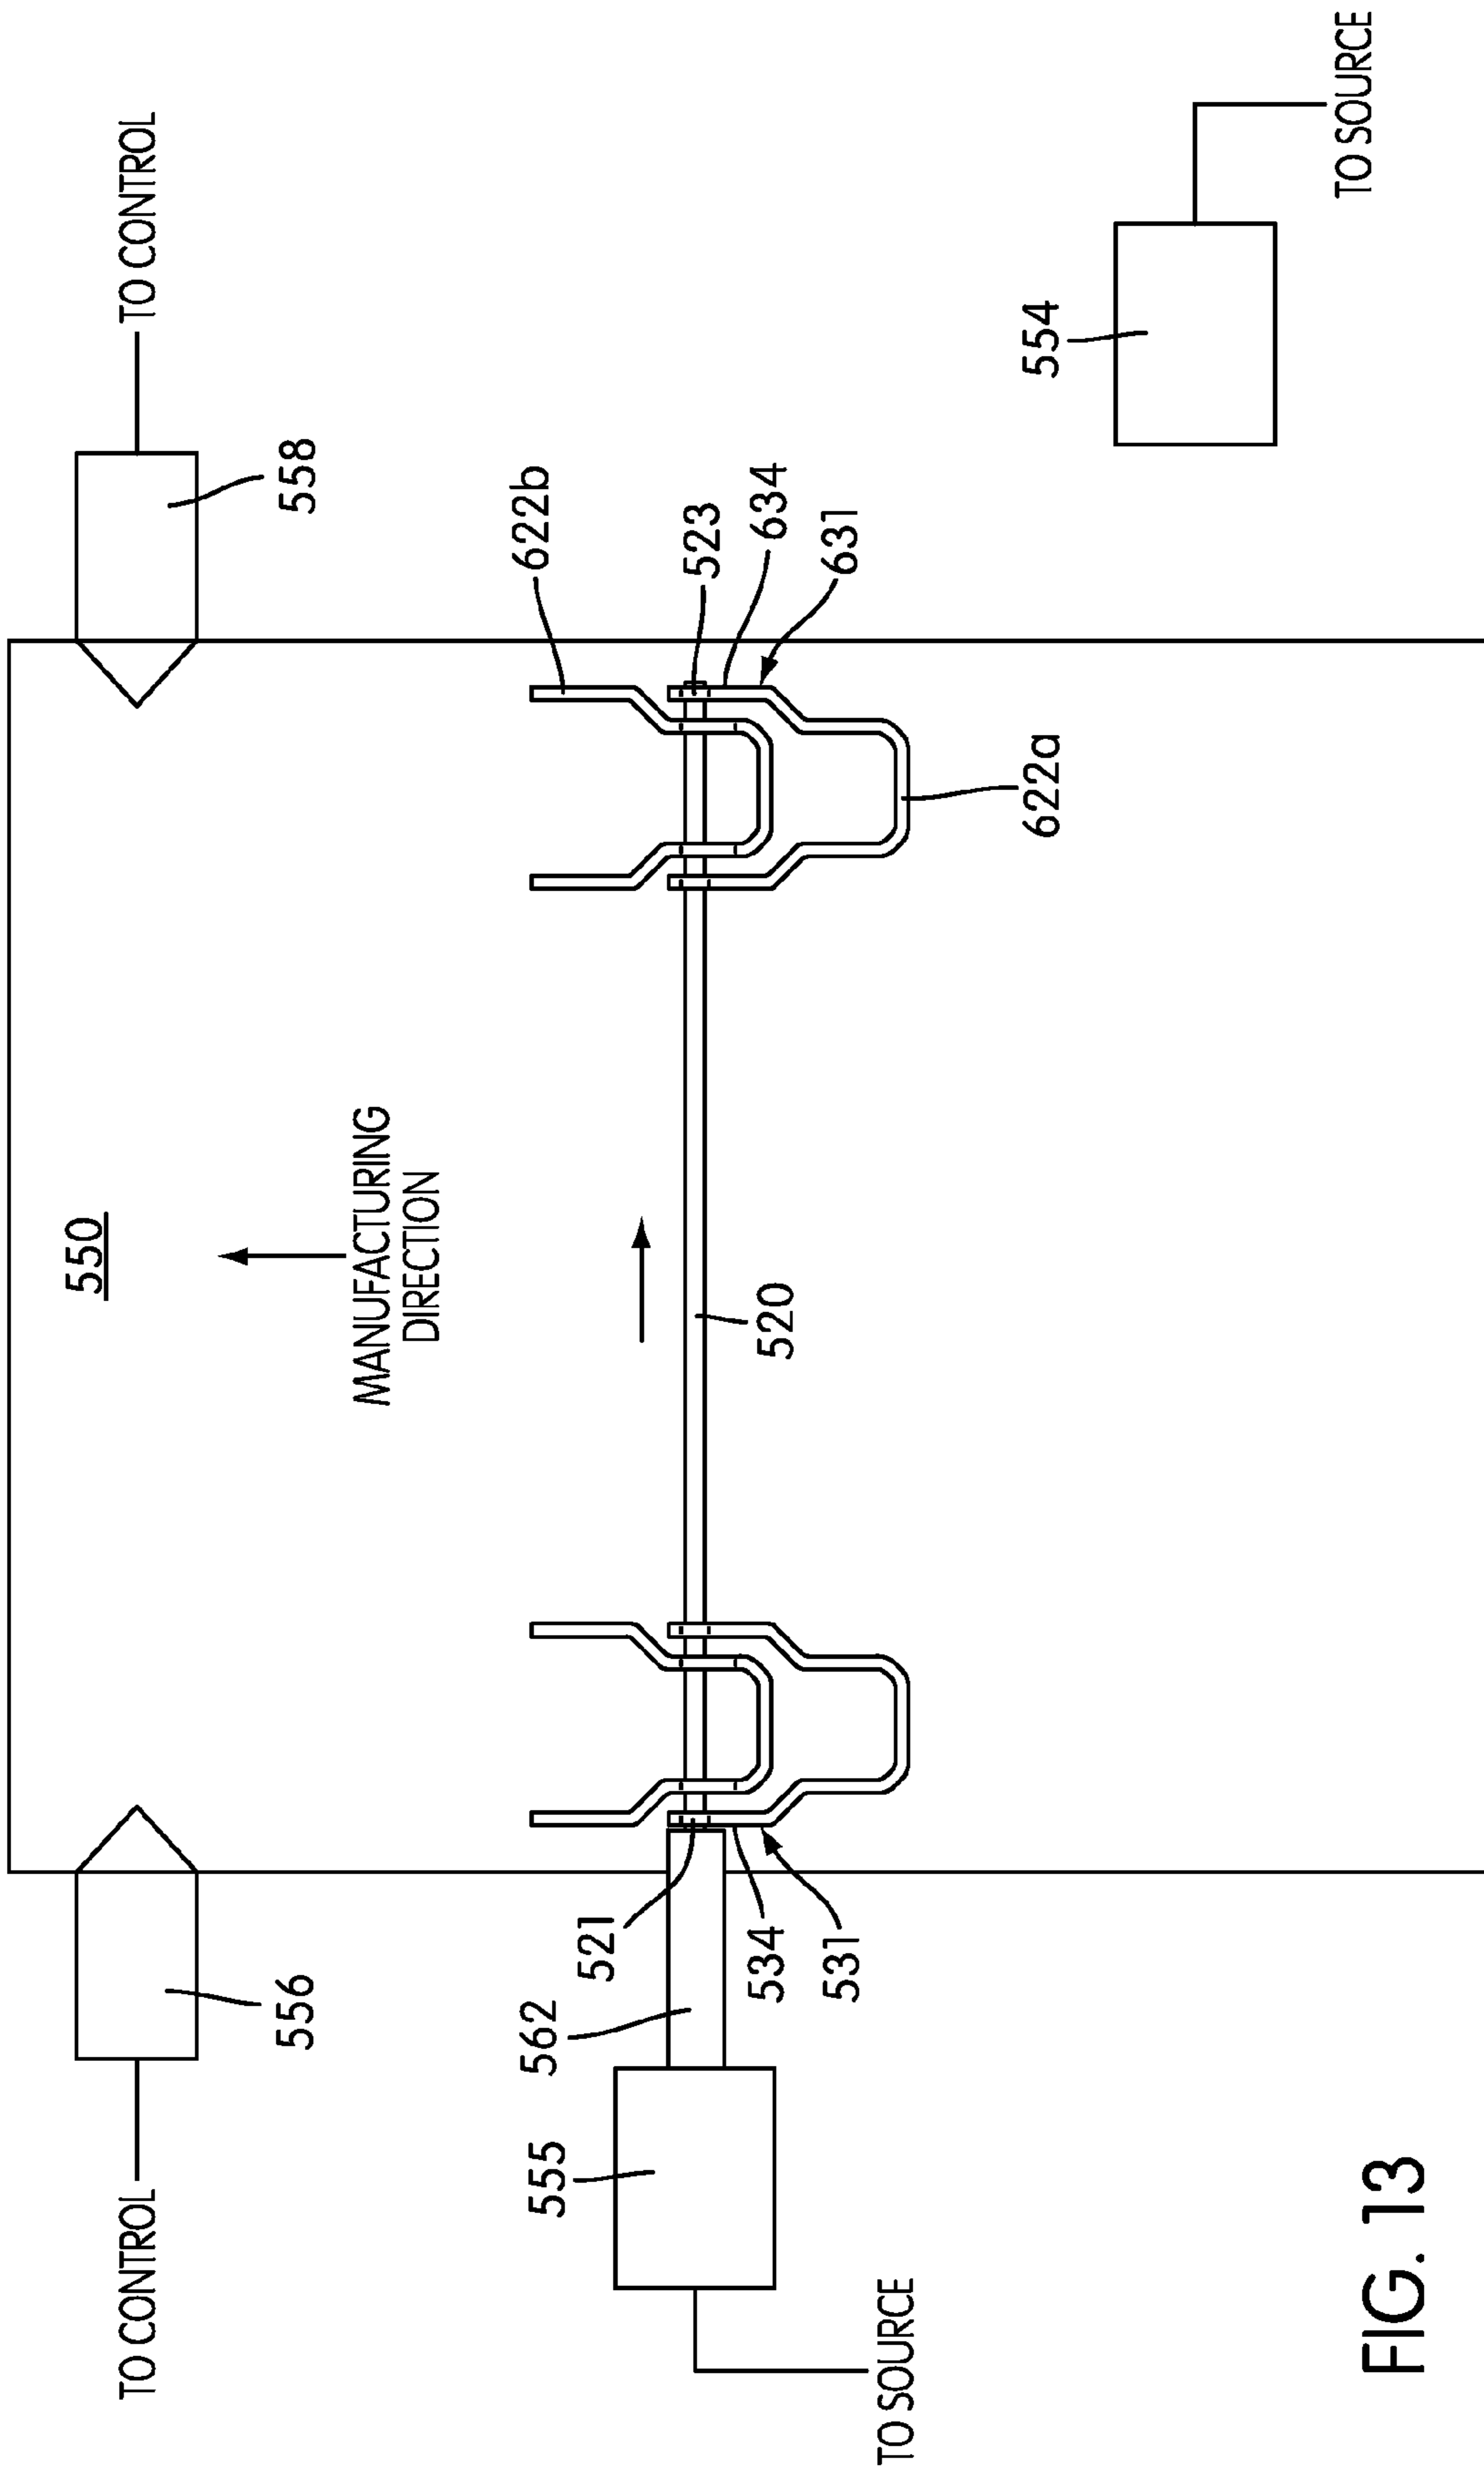 550
TO CONTROL
TO CONTROL
556
558
MANUFACTURING
DIRECTION
622b
562
555
521
523
534
634
520
531
631
TO SOURCE
622a
554
TO SOURCE
FIG. 13